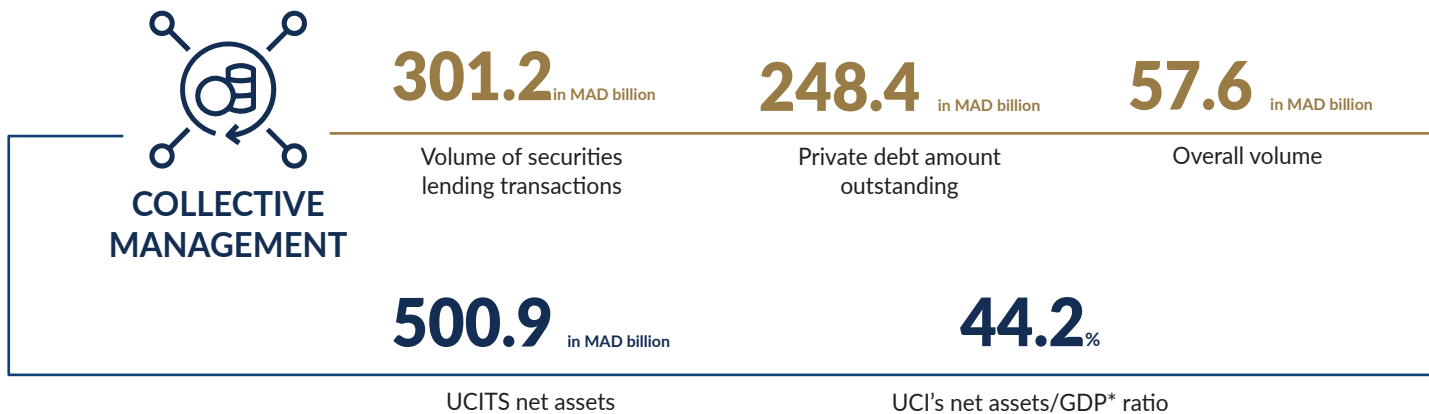 301.2 in MAD billion
248.4 in MAD billion
57.6 in MAD billion
Volume of securities
lending transactions
Private debt amount
outstanding
Overall volume
COLLECTIVE
MANAGEMENT
500.9 in MAD billion
44.2%
UCITS net assets
UCI's net assets/GDP* ratio